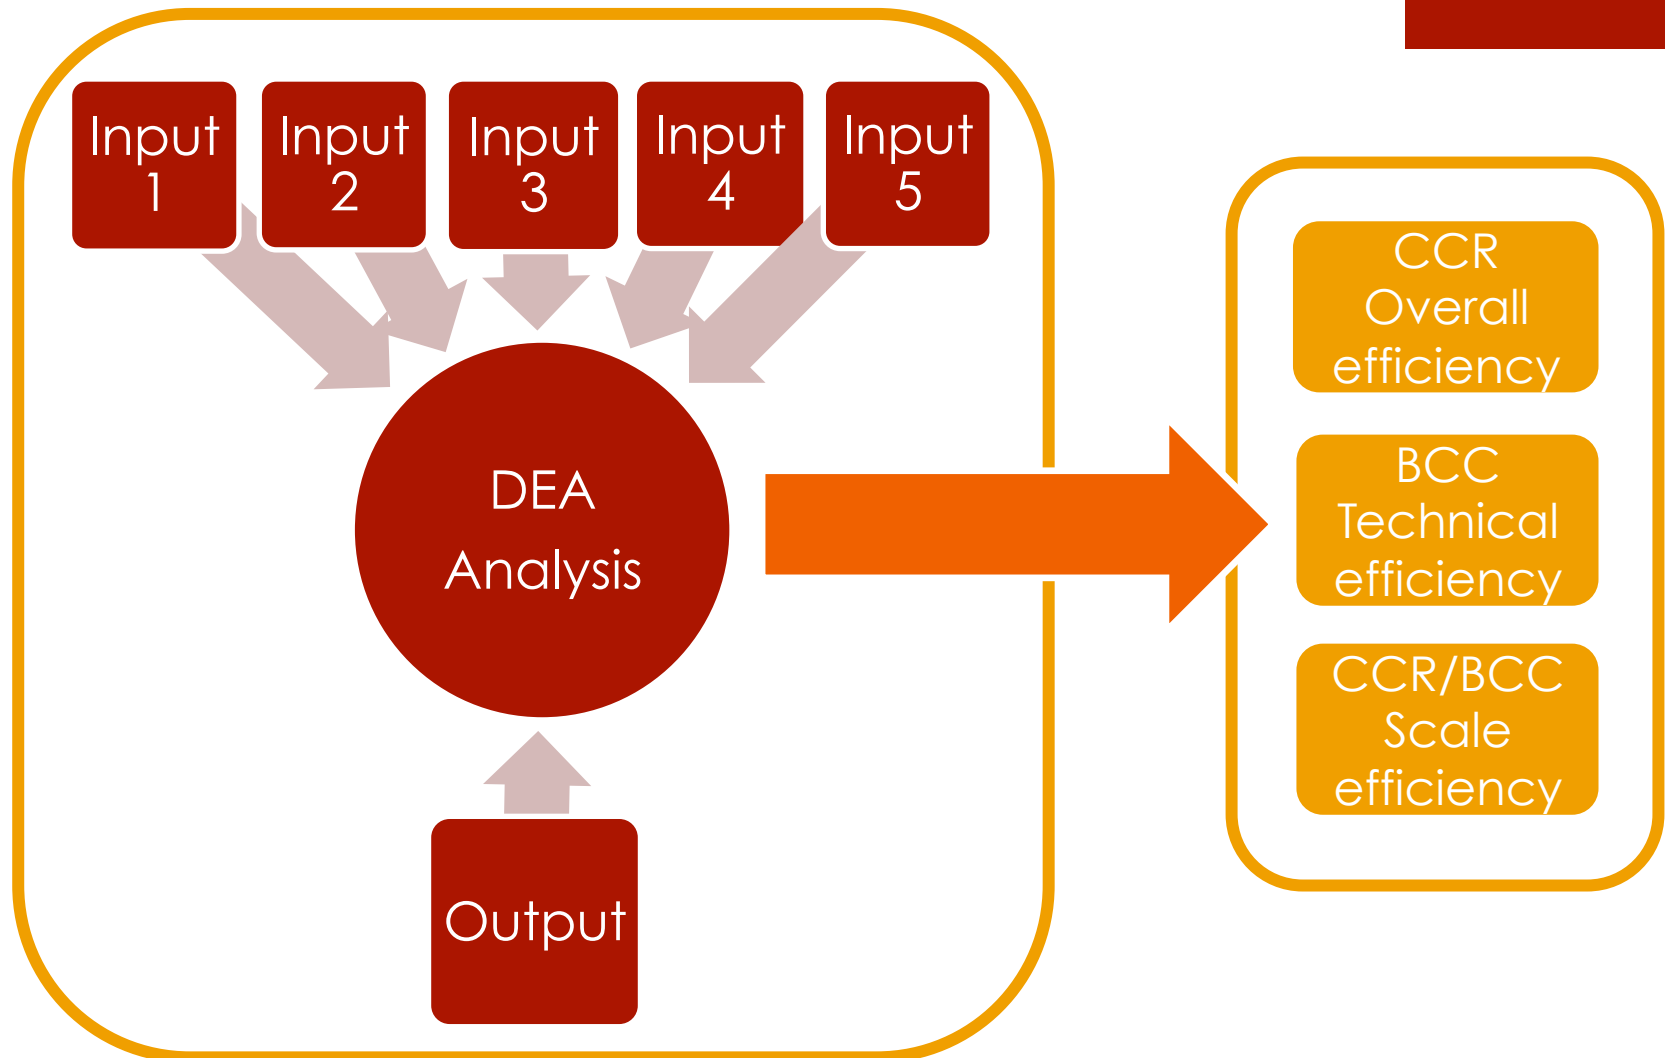 Input
1
Input
2
Input
3
Input
4
Input
5
DEA
Analysis
Output
CCR
Overall
efficiency
BCC
Technical
efficiency
CCR/BCC
Scale
efficiency